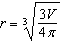 r = ∛(3V / 4π)